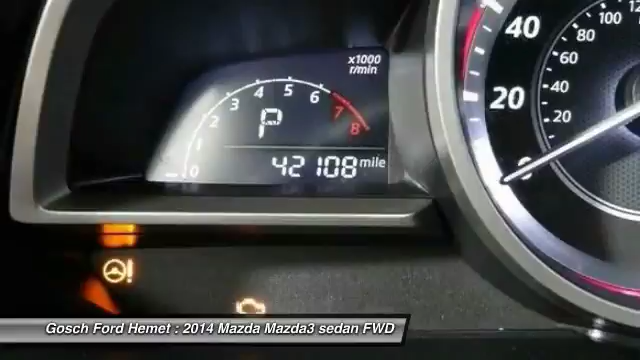 x1000
r/min
0 1 2 3 4 5 6 7 8
P
42108 mile
0 20 40
20 40 60 80 100
!
Gosch Ford Hemet : 2014 Mazda Mazda3 sedan FWD